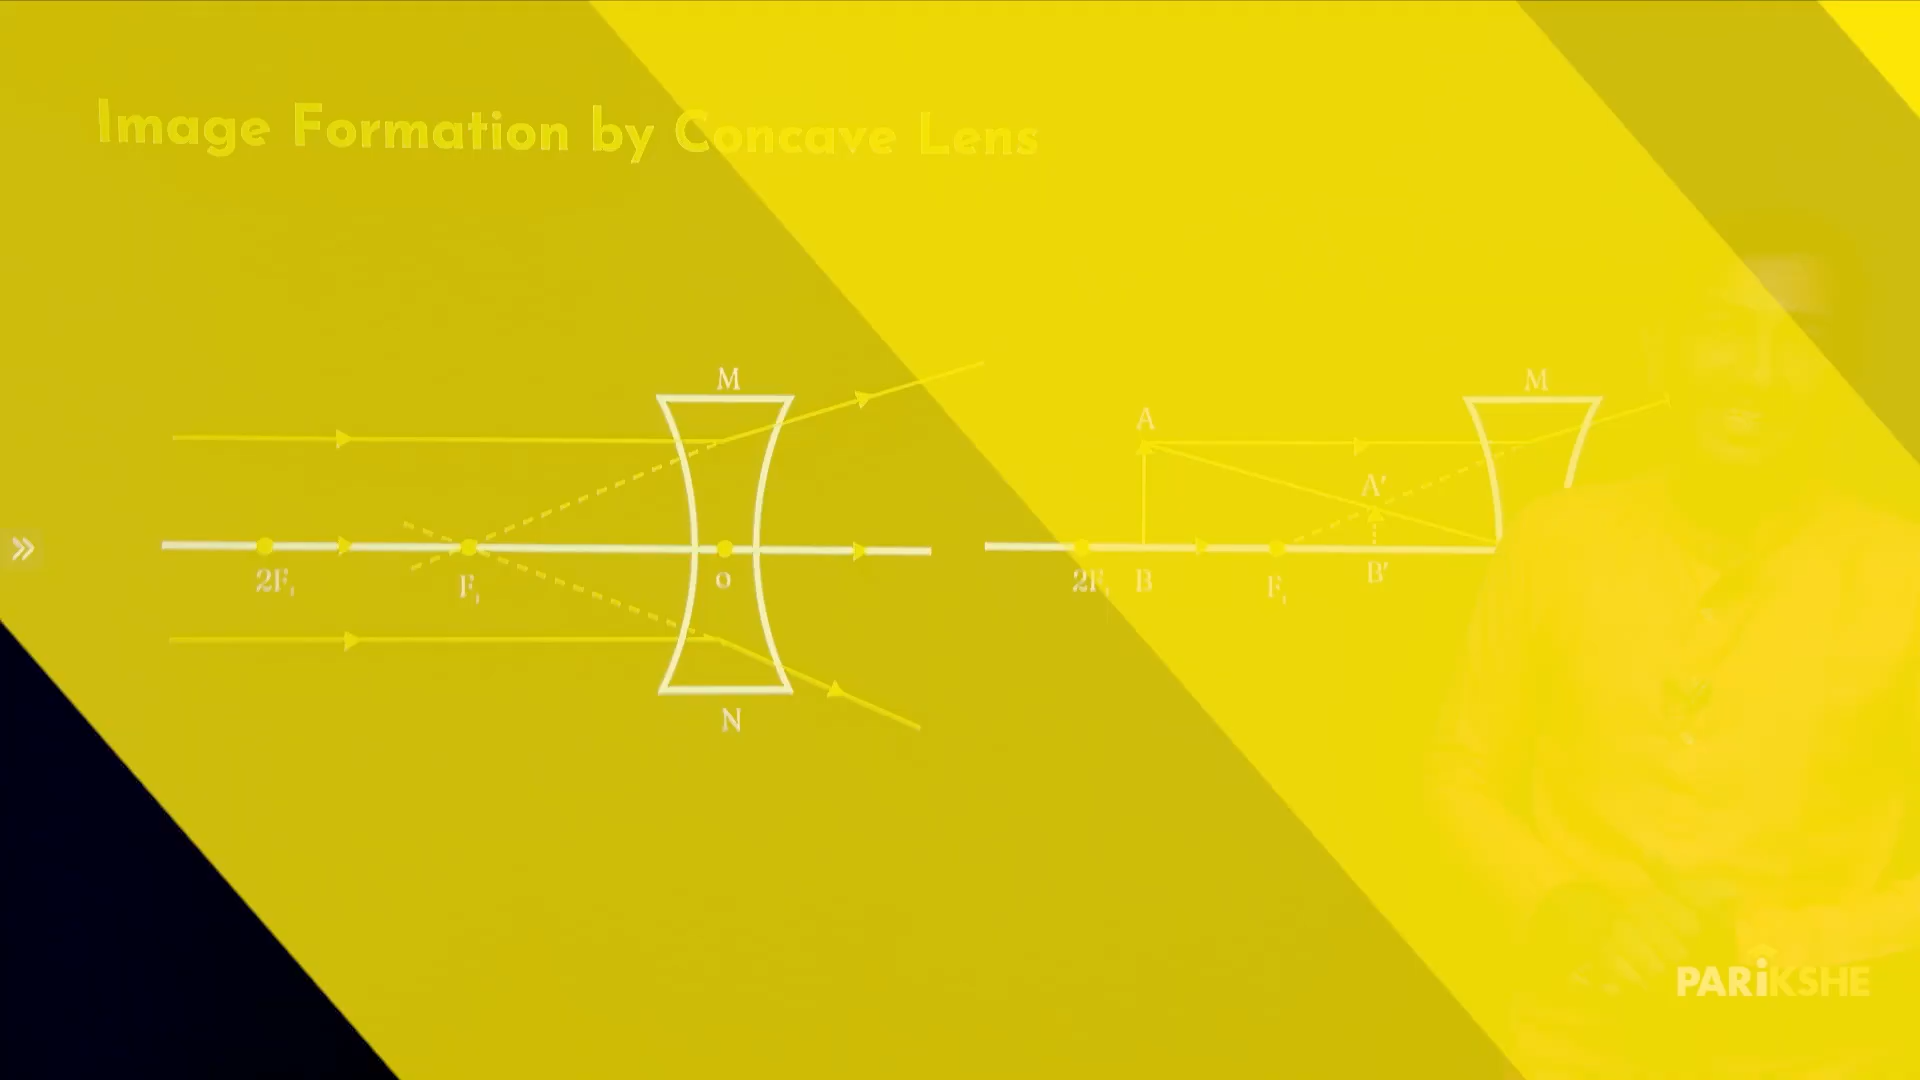 Image Formation by Concave Lens
M
2F₁
F₁
O
N
M
A
A'
2F₁
B
F₁
B'
PARiKSHE